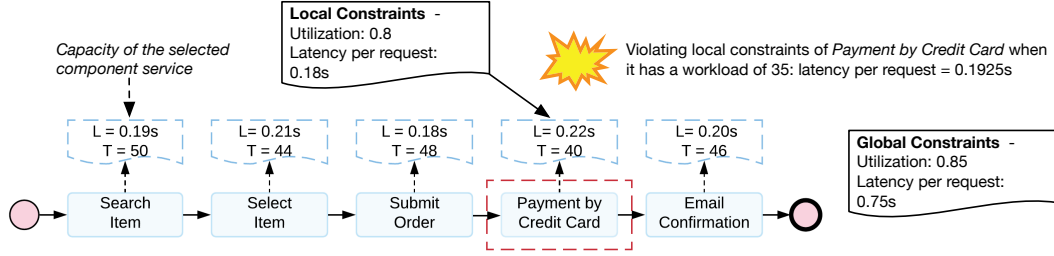 Local Constraints -
Utilization: 0.8
Latency per request:
0.18s
Capacity of the selected
component service
Violating local constraints of Payment by Credit Card when
it has a workload of 35: latency per request = 0.1925s
L = 0.19s
T = 50
L= 0.21s
T = 44
L = 0.18s
T = 48
L= 0.22s
T = 40
L= 0.20s
T = 46
Global Constraints -
Utilization: 0.85
Latency per request:
0.75s
Search
Item
Select
Item
Submit
Order
Payment by
Credit Card
Email
Confirmation